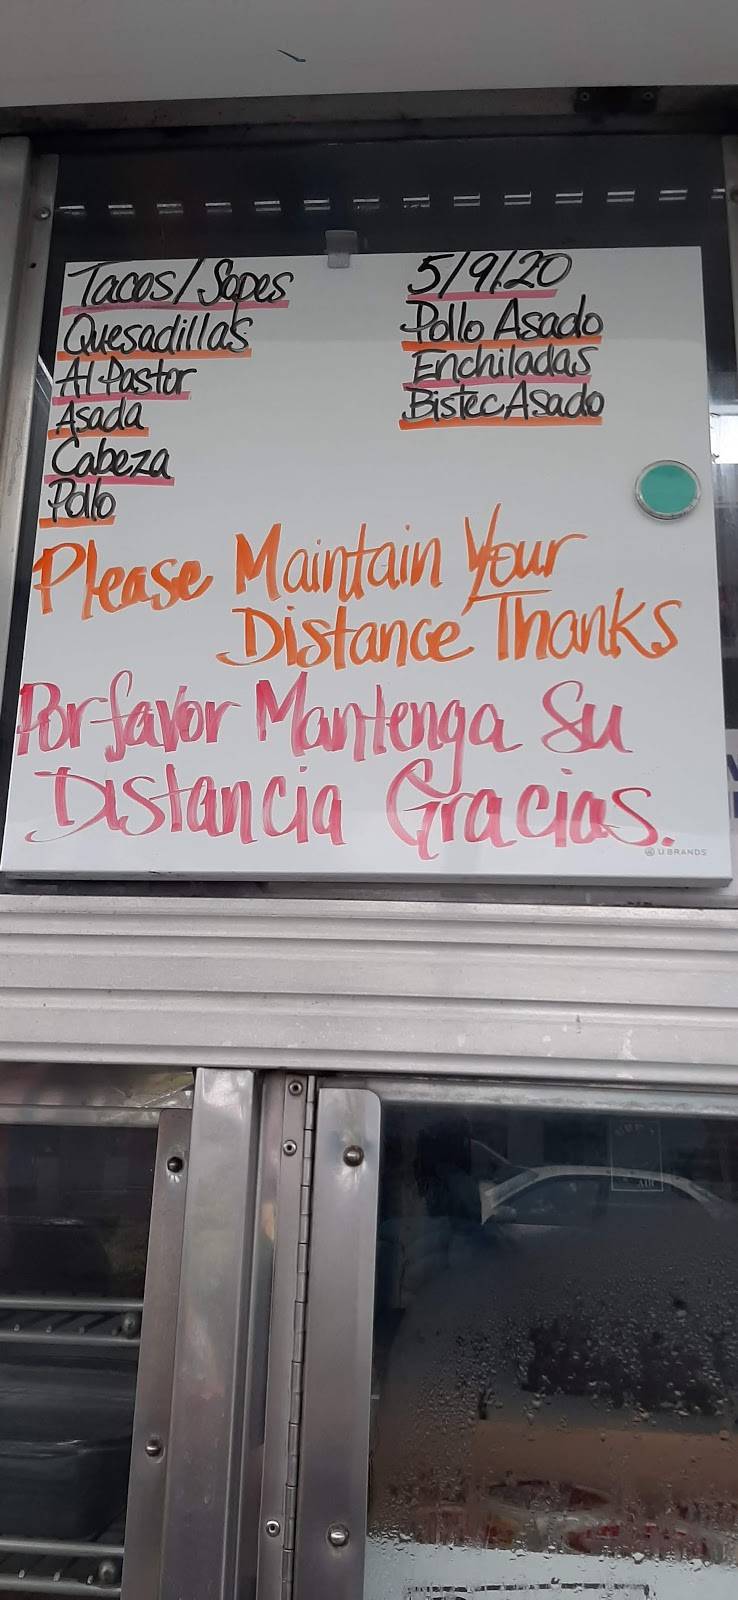 Tacos/Sopes
Quesadillas
Al Pastor
Asada
Cabeza
Pollo
5/9/20
Pollo Asado
Enchiladas
Bistec Asado
Please Maintain Your
Distance Thanks
Por favor Mantenga Su
Distancia Gracias.
U BRANDS